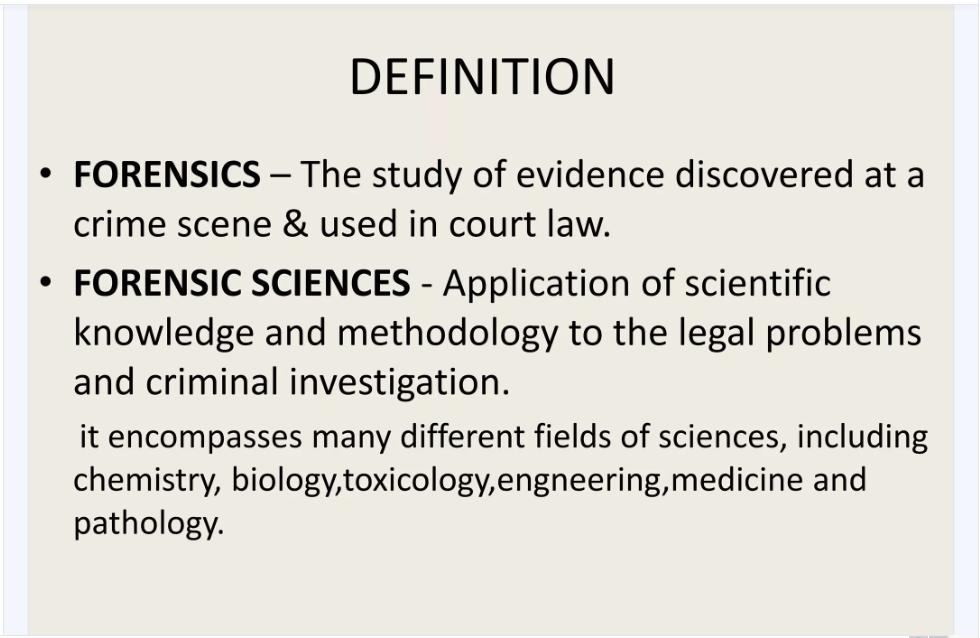 DEFINITION
• FORENSICS – The study of evidence discovered at a
crime scene & used in court law.
• FORENSIC SCIENCES - Application of scientific
knowledge and methodology to the legal problems
and criminal investigation.
it encompasses many different fields of sciences, including
chemistry, biology,toxicology,engneering,medicine and
pathology.